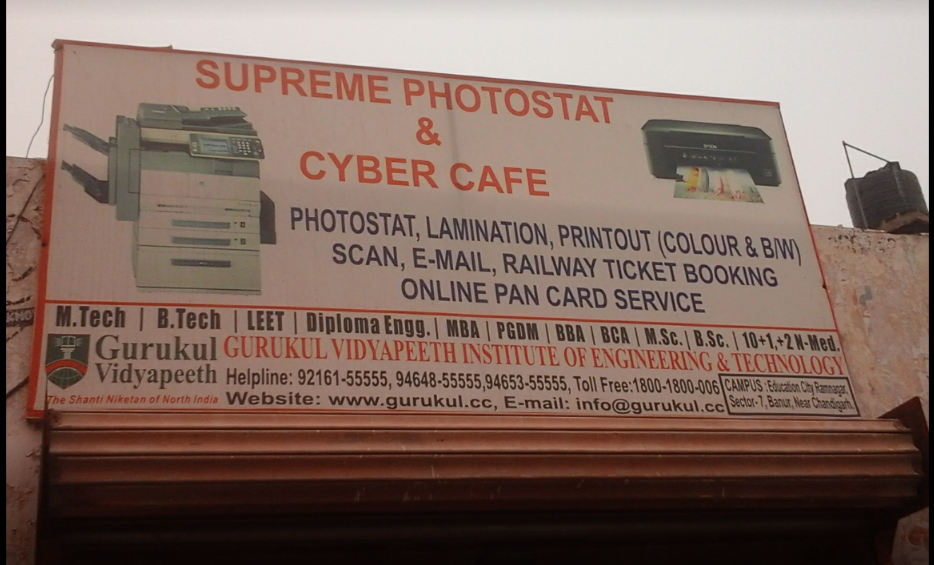 SUPREME PHOTOSTAT
&
CYBER CAFE
PHOTOSTAT, LAMINATION, PRINTOUT (COLOUR & B/W)
SCAN, E-MAIL, RAILWAY TICKET BOOKING
ONLINE PAN CARD SERVICE
M.Tech | B.Tech | LEET | Diploma Engg. | MBA | PGDM | BBA | BCA | M.Sc. | B.Sc. | 10+1,+2 N-Med.
Gurukul
Vidyapeeth
The Shanti Niketan of North India
GURUKUL VIDYAPEETH INSTITUTE OF ENGINEERING & TECHNOLOGY
Helpline: 92161-55555, 94648-55555,94653-55555, Toll Free:1800-1800-006
Website: www.gurukul.cc, E-mail: info@gurukul.cc
CAMPUS : Education City Ramnagar,
Sector-7, Banur, Near Chandigarh.